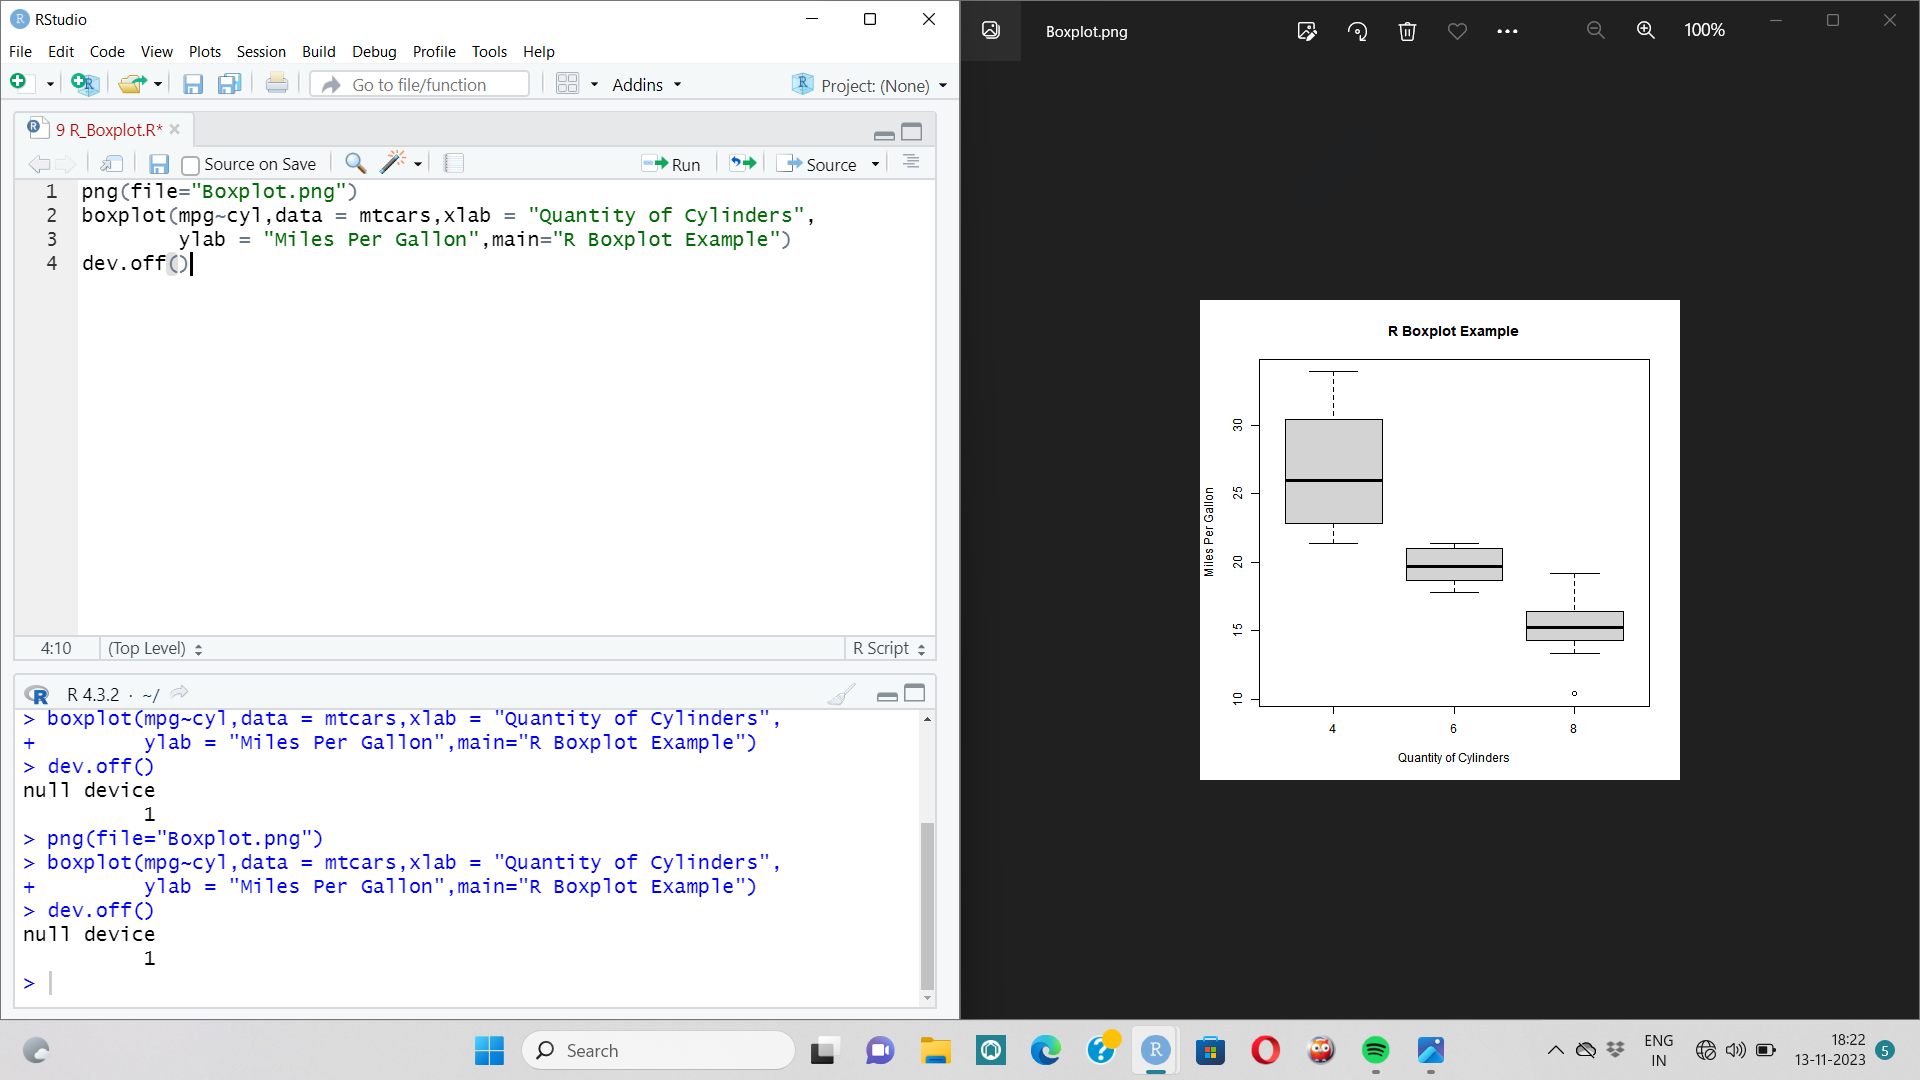 RStudio
File Edit Code View Plots Session Build Debug Profile Tools Help
Go to file/function Addins Project: (None)
9 R_Boxplot.R*
Source on Save Run Source
1 png(file="Boxplot.png")
2 boxplot(mpg~cyl,data = mtcars,xlab = "Quantity of Cylinders",
3 ylab = "Miles Per Gallon",main="R Boxplot Example")
4 dev.off()
4:10 (Top Level) R Script
R 4.3.2 · ~/
> boxplot(mpg~cyl,data = mtcars,xlab = "Quantity of Cylinders",
+ ylab = "Miles Per Gallon",main="R Boxplot Example")
> dev.off()
null device
1
> png(file="Boxplot.png")
> boxplot(mpg~cyl,data = mtcars,xlab = "Quantity of Cylinders",
+ ylab = "Miles Per Gallon",main="R Boxplot Example")
> dev.off()
null device
1
>
Boxplot.png 100%
R Boxplot Example
Miles Per Gallon
30
25
20
15
10
4 6 8
Quantity of Cylinders
Search
ENG
IN
18:22
13-11-2023
5